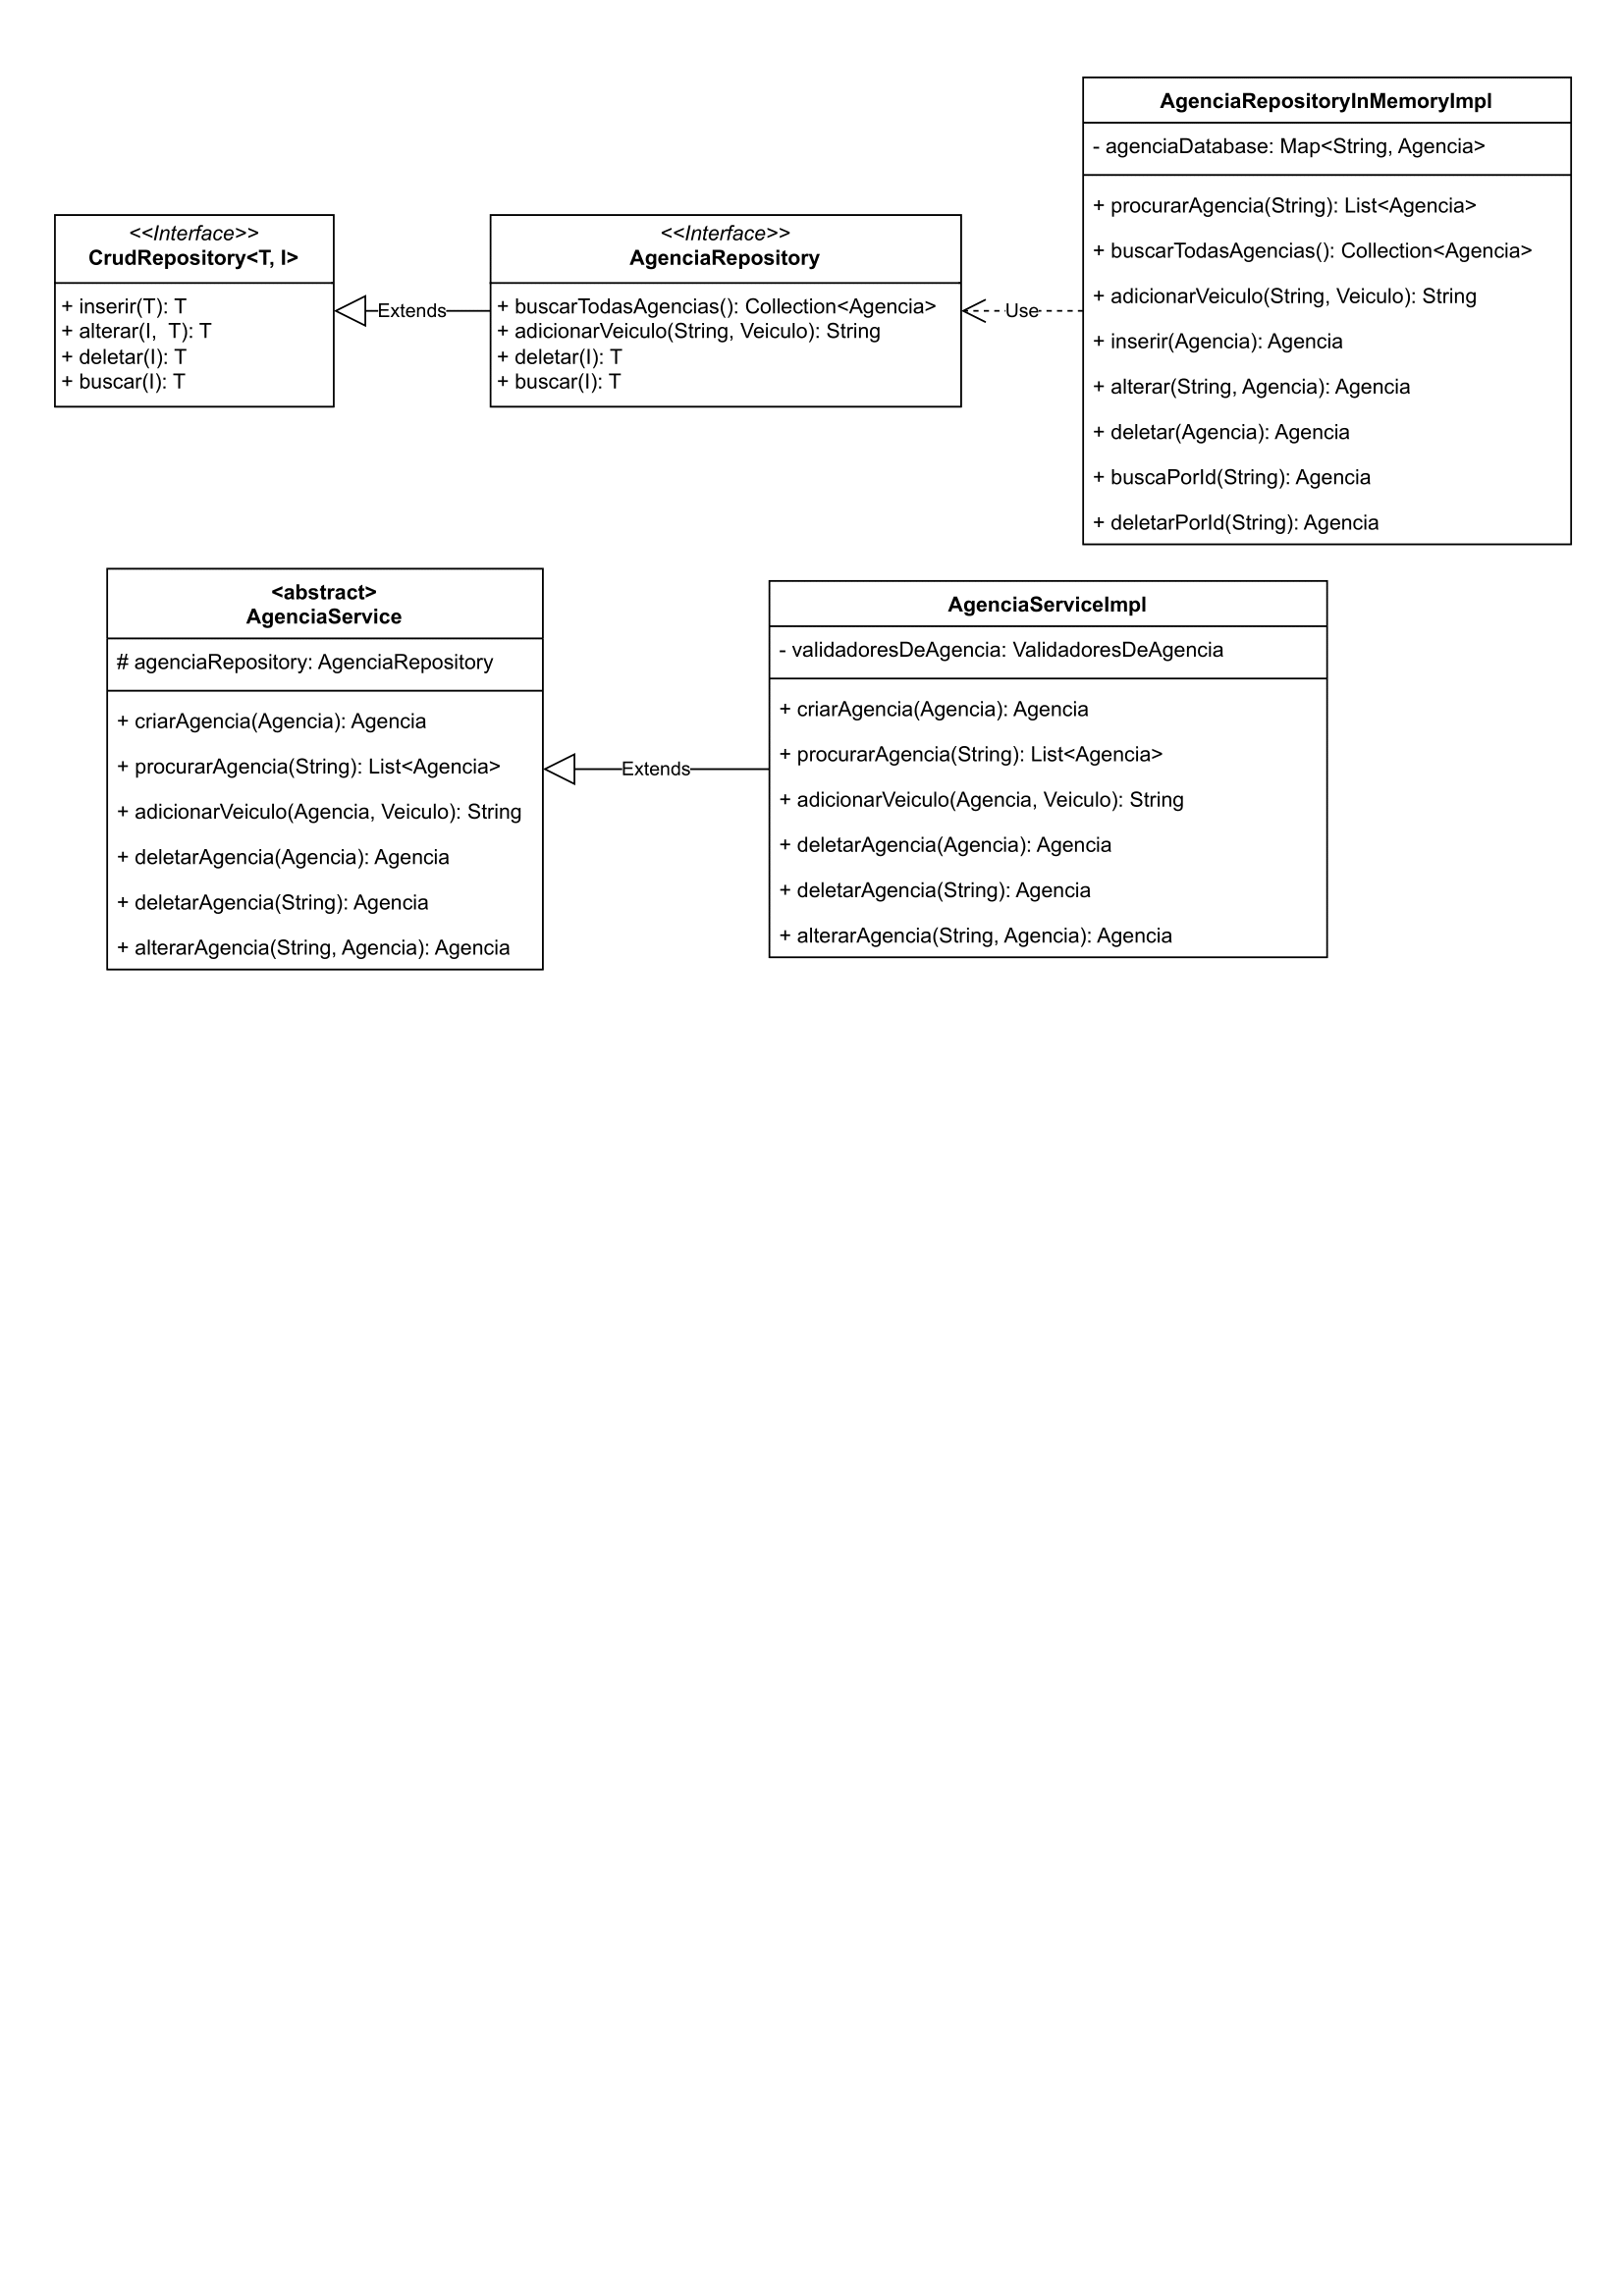 <<Interface>>
CrudRepository<T, I>
+ inserir(T): T
+ alterar(I,  T): T
+ deletar(I): T
+ buscar(I): T
Extends
<<Interface>>
AgenciaRepository
+ buscarTodasAgencias(): Collection<Agencia>
+ adicionarVeiculo(String, Veiculo): String
+ deletar(I): T
+ buscar(I): T
Use
AgenciaRepositoryInMemoryImpl
- agenciaDatabase: Map<String, Agencia>
+ procurarAgencia(String): List<Agencia>
+ buscarTodasAgencias(): Collection<Agencia>
+ adicionarVeiculo(String, Veiculo): String
+ inserir(Agencia): Agencia
+ alterar(String, Agencia): Agencia
+ deletar(Agencia): Agencia
+ buscaPorId(String): Agencia
+ deletarPorId(String): Agencia
<abstract>
AgenciaService
# agenciaRepository: AgenciaRepository
+ criarAgencia(Agencia): Agencia
+ procurarAgencia(String): List<Agencia>
+ adicionarVeiculo(Agencia, Veiculo): String
+ deletarAgencia(Agencia): Agencia
+ deletarAgencia(String): Agencia
+ alterarAgencia(String, Agencia): Agencia
Extends
AgenciaServiceImpl
- validadoresDeAgencia: ValidadoresDeAgencia
+ criarAgencia(Agencia): Agencia
+ procurarAgencia(String): List<Agencia>
+ adicionarVeiculo(Agencia, Veiculo): String
+ deletarAgencia(Agencia): Agencia
+ deletarAgencia(String): Agencia
+ alterarAgencia(String, Agencia): Agencia